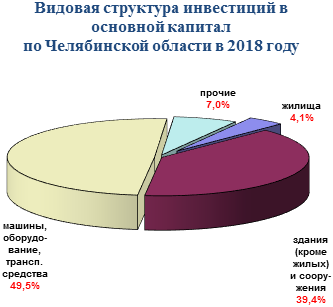 Видовая структура инвестиций в
основной капитал
по Челябинской области в 2018 году
прочие
7,0%
жилища
4,1%
машины,
оборудо-
вание,
трансп.
средства
49,5%
здания
(кроме
жилых)
и соору-
жения
39,4%